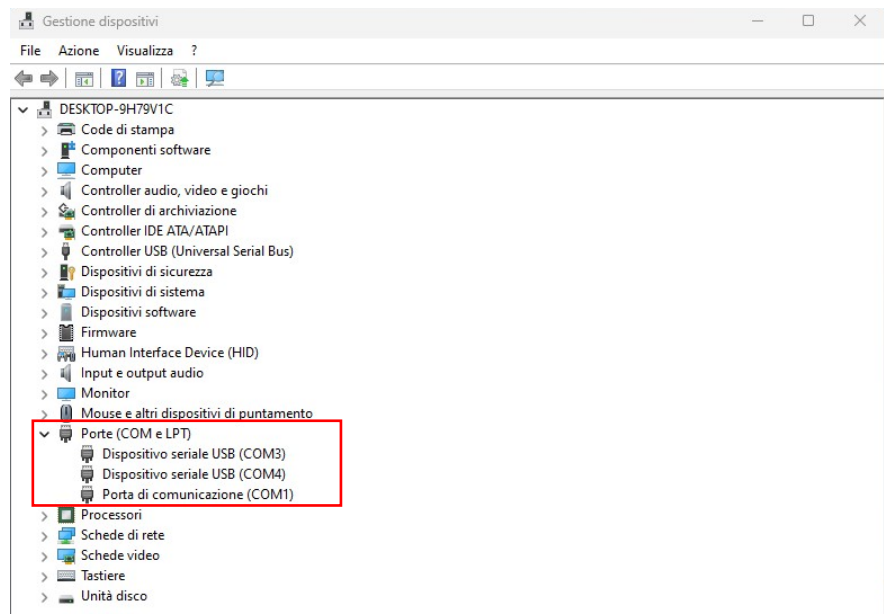 Gestione dispositivi
File Azione Visualizza ?
DESKTOP-9H79V1C
Code di stampa
Componenti software
Computer
Controller audio, video e giochi
Controller di archiviazione
Controller IDE ATA/ATAPI
Controller USB (Universal Serial Bus)
Dispositivi di sicurezza
Dispositivi di sistema
Dispositivi software
Firmware
Human Interface Device (HID)
Input e output audio
Monitor
Mouse e altri dispositivi di puntamento
Porte (COM e LPT)
Dispositivo seriale USB (COM3)
Dispositivo seriale USB (COM4)
Porta di comunicazione (COM1)
Processori
Schede di rete
Schede video
Tastiere
Unità disco